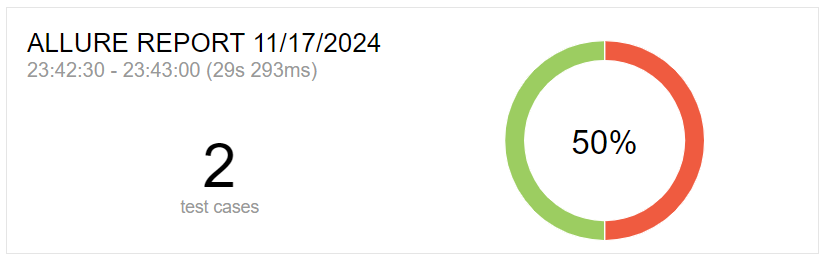 ALLURE REPORT 11/17/2024
23:42:30 - 23:43:00 (29s 293ms)
2
test cases
50%